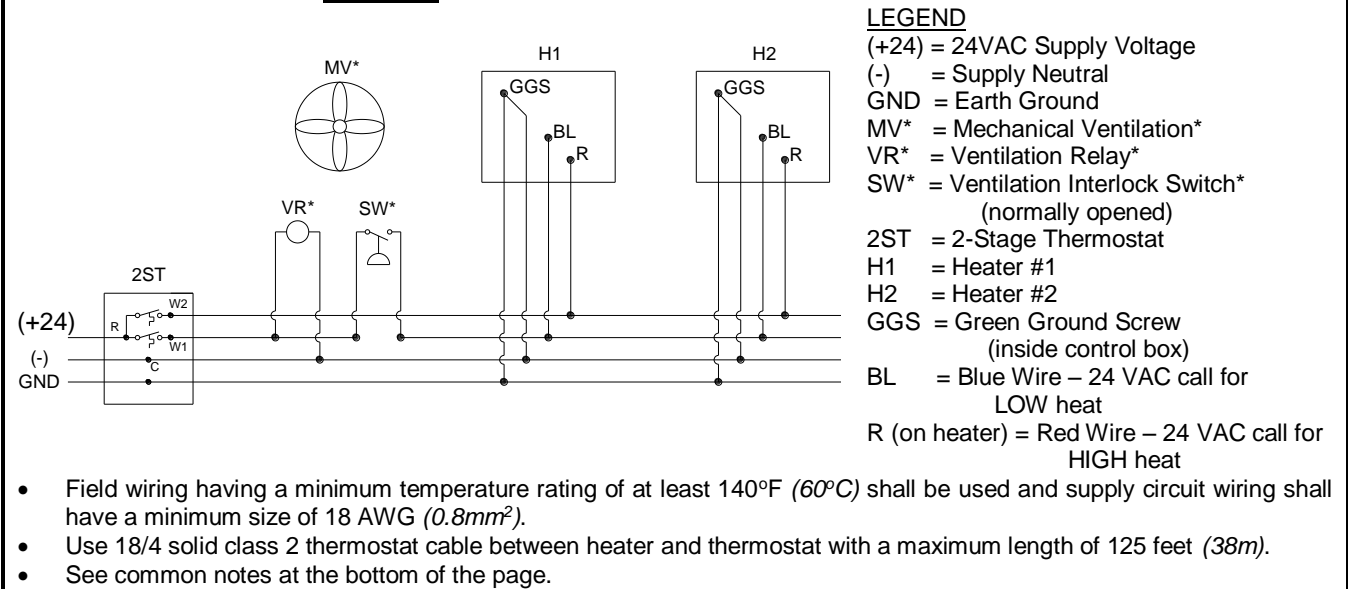 MV*
H1
H2
GGS
BL
R
GGS
BL
R
VR*
SW*
2ST
W2
(+24)
R
W1
(-)
C
GND
LEGEND
(+24) = 24VAC Supply Voltage
(-) = Supply Neutral
GND = Earth Ground
MV* = Mechanical Ventilation*
VR* = Ventilation Relay*
SW* = Ventilation Interlock Switch*
(normally opened)
2ST = 2-Stage Thermostat
H1 = Heater #1
H2 = Heater #2
GGS = Green Ground Screw
(inside control box)
BL = Blue Wire – 24 VAC call for
LOW heat
R (on heater) = Red Wire – 24 VAC call for
HIGH heat
• Field wiring having a minimum temperature rating of at least 140ºF (60ºC) shall be used and supply circuit wiring shall
have a minimum size of 18 AWG (0.8mm²).
• Use 18/4 solid class 2 thermostat cable between heater and thermostat with a maximum length of 125 feet (38m).
• See common notes at the bottom of the page.